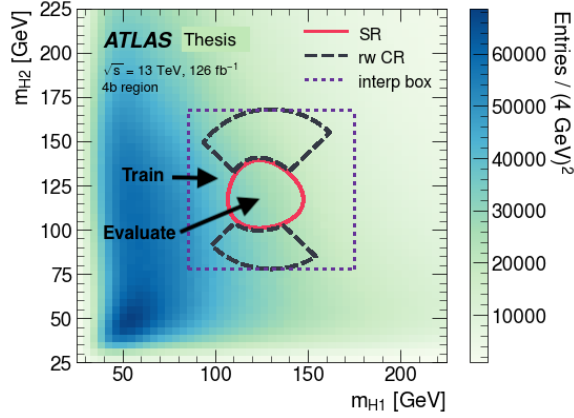 ATLAS Thesis
√s = 13 TeV, 126 fb⁻¹
4b region
SR
rw CR
interp box
Train
Evaluate
m_H2 [GeV]
225
200
175
150
125
100
75
50
25
50
100
150
200
m_H1 [GeV]
60000
50000
40000
30000
20000
10000
Entries / (4 GeV)²